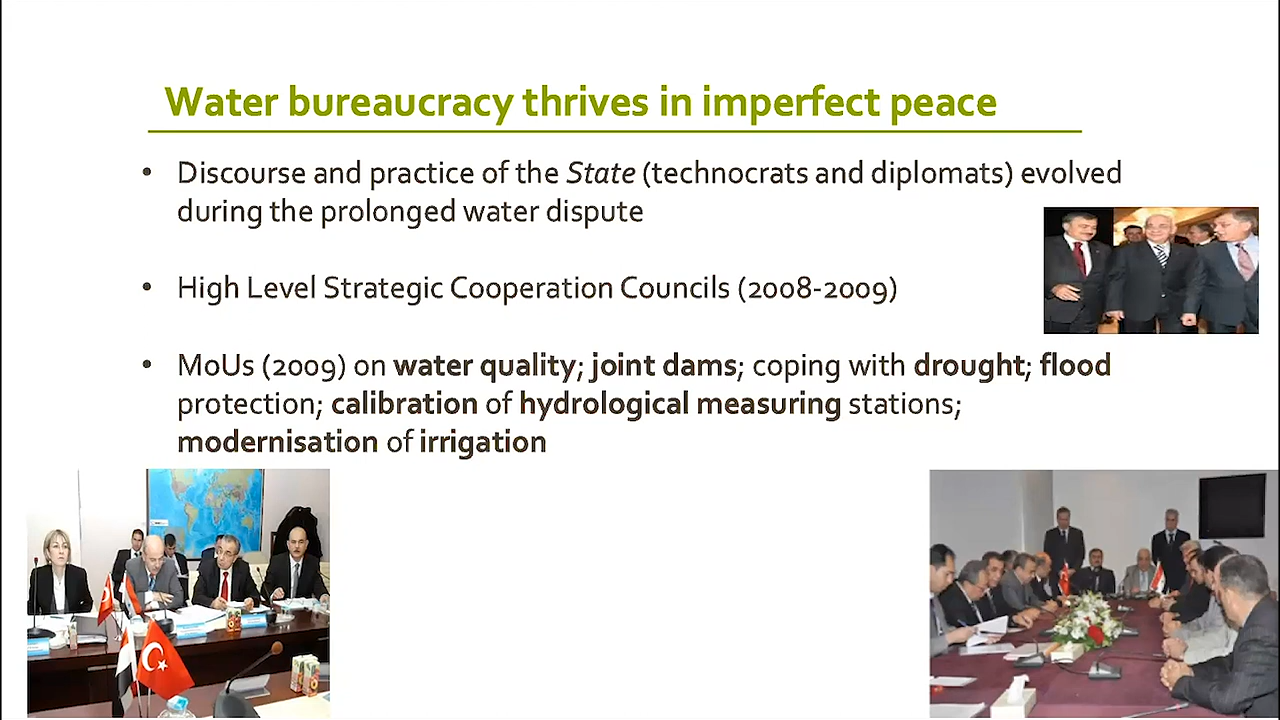 Water bureaucracy thrives in imperfect peace
• Discourse and practice of the State (technocrats and diplomats) evolved
during the prolonged water dispute
• High Level Strategic Cooperation Councils (2008-2009)
• MoUs (2009) on water quality; joint dams; coping with drought; flood
protection; calibration of hydrological measuring stations;
modernisation of irrigation